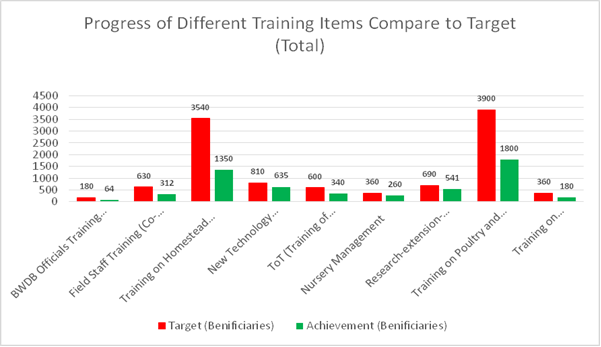 Progress of Different Training Items Compare to Target
(Total)
4500
4000
3500
3000
2500
2000
1500
1000
500
0
180
64
630
312
3540
1350
810
635
600
340
360
260
690
541
3900
1800
360
180
BWDB Officials Training...
Field Staff Training (Co-...
Training on Homestead...
New Technology...
ToT (Training of...
Nursery Management
Research-extension-...
Training on Poultry and...
Training on...
Target (Benificiaries)
Achievement (Benificiaries)